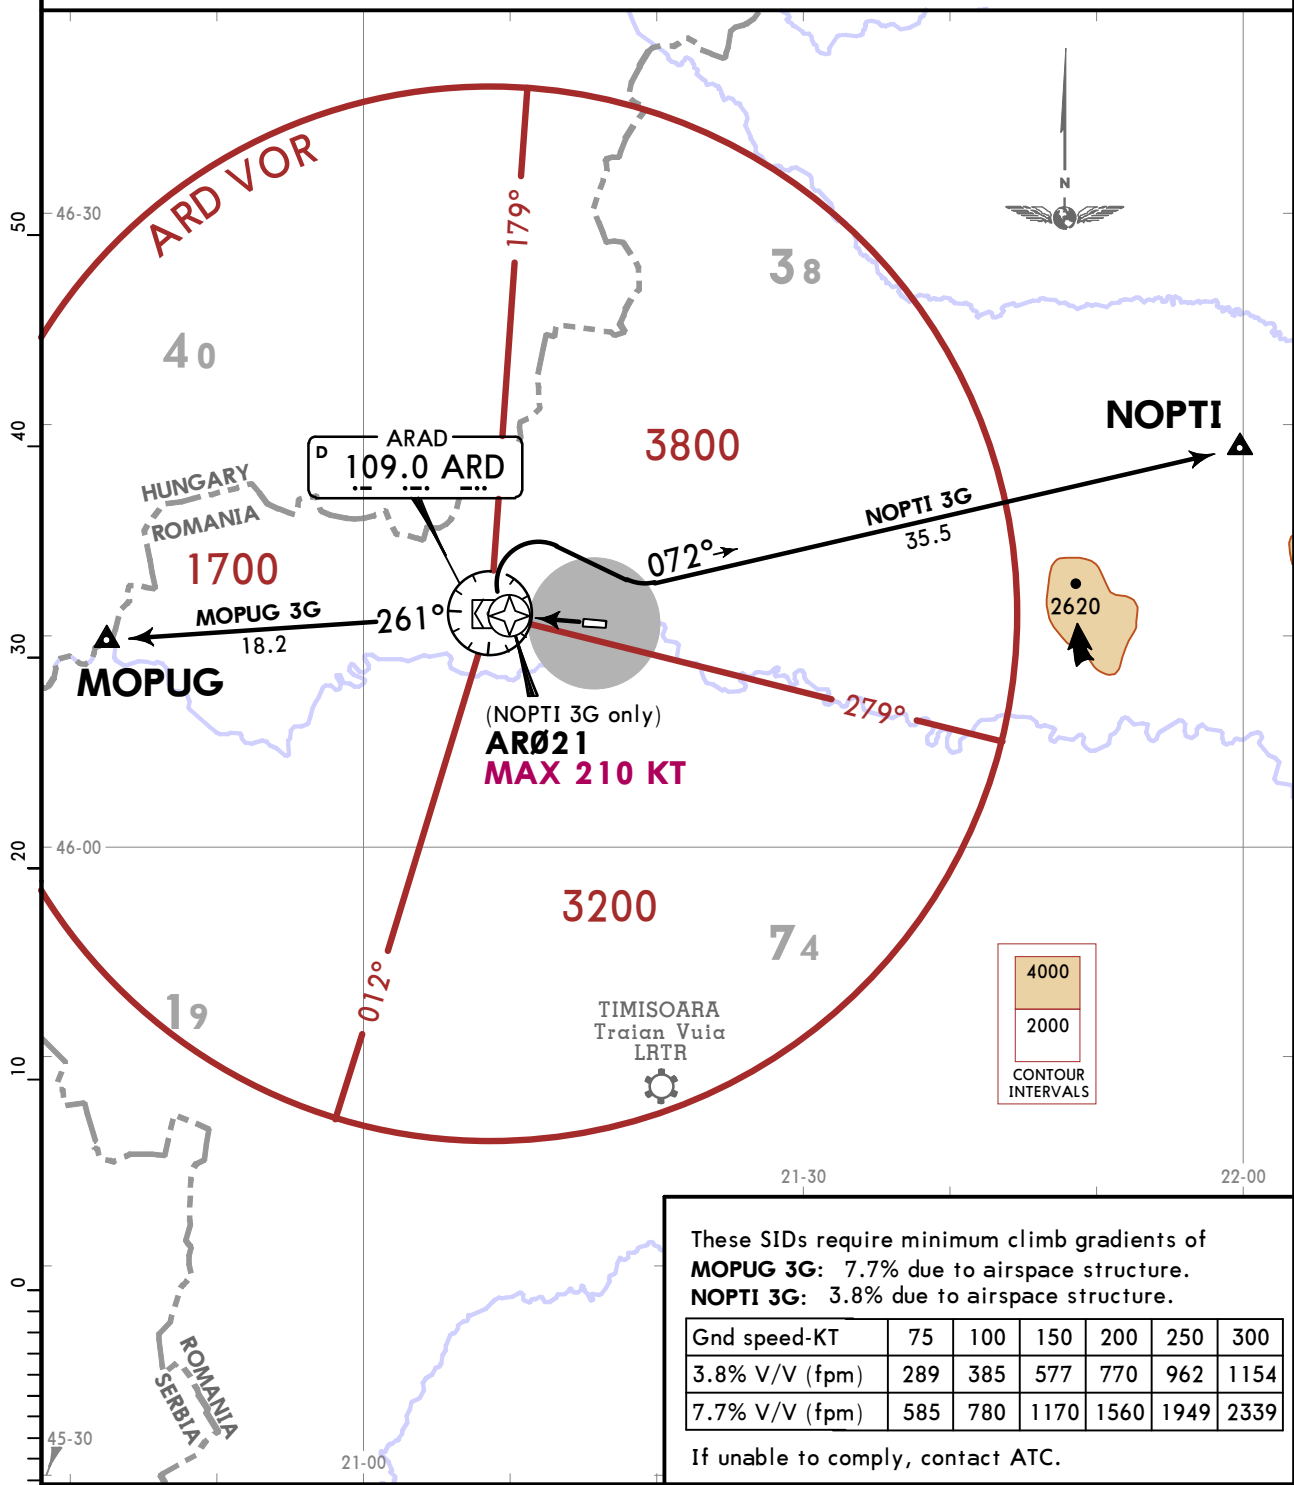 N
50
46-30
ARD VOR
179°
38
40
NOPTI
40
ARAD
D 109.0 ARD
3800
HUNGARY
ROMANIA
NOPTI 3G
35.5
072°
1700
MOPUG 3G
18.2
261°
2620
30
MOPUG
(NOPTI 3G only)
ARØ21
MAX 210 KT
279°
20
46-00
3200
74
012°
19
TIMISOARA
Traian Vuia
LRTR
4000
2000
CONTOUR
INTERVALS
10
21-30
22-00
0
ROMANIA
SERBIA
45-30
21-00
These SIDs require minimum climb gradients of
MOPUG 3G: 7.7% due to airspace structure.
NOPTI 3G: 3.8% due to airspace structure.
Gnd speed-KT 75 100 150 200 250 300
3.8% V/V (fpm) 289 385 577 770 962 1154
7.7% V/V (fpm) 585 780 1170 1560 1949 2339
If unable to comply, contact ATC.